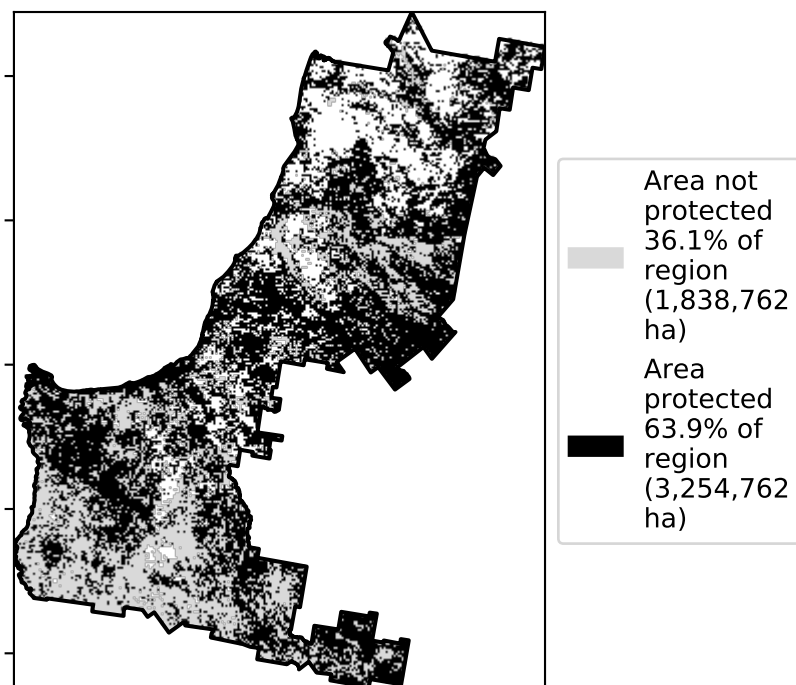 Area not
protected
36.1% of
region
(1,838,762
ha)
Area
protected
63.9% of
region
(3,254,762
ha)